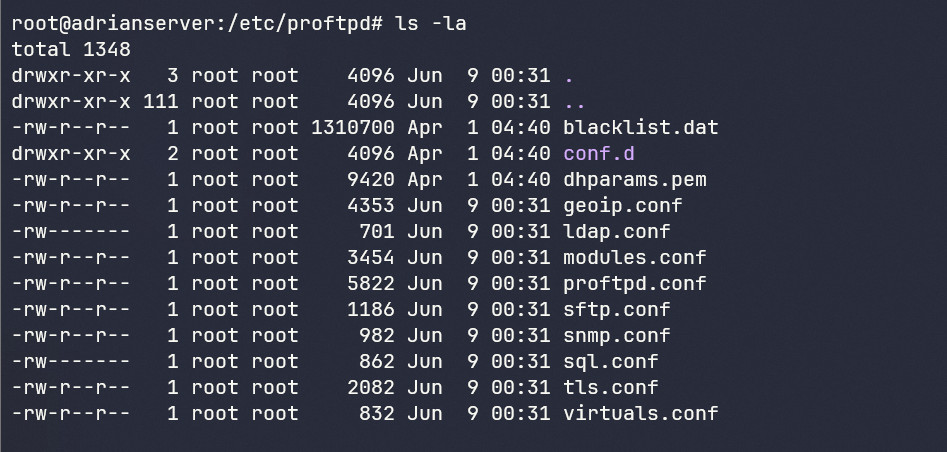 root@adrianserver:/etc/proftpd# ls -la
total 1348
drwxr-xr-x   3 root root    4096 Jun  9 00:31 .
drwxr-xr-x 111 root root    4096 Jun  9 00:31 ..
-rw-r--r--   1 root root 1310700 Apr  1 04:40 blacklist.dat
drwxr-xr-x   2 root root    4096 Apr  1 04:40 conf.d
-rw-r--r--   1 root root    9420 Apr  1 04:40 dhparams.pem
-rw-r--r--   1 root root    4353 Jun  9 00:31 geoip.conf
-rw-------   1 root root     701 Jun  9 00:31 ldap.conf
-rw-r--r--   1 root root    3454 Jun  9 00:31 modules.conf
-rw-r--r--   1 root root    5822 Jun  9 00:31 proftpd.conf
-rw-r--r--   1 root root    1186 Jun  9 00:31 sftp.conf
-rw-r--r--   1 root root     982 Jun  9 00:31 snmp.conf
-rw-------   1 root root     862 Jun  9 00:31 sql.conf
-rw-r--r--   1 root root    2082 Jun  9 00:31 tls.conf
-rw-r--r--   1 root root     832 Jun  9 00:31 virtuals.conf